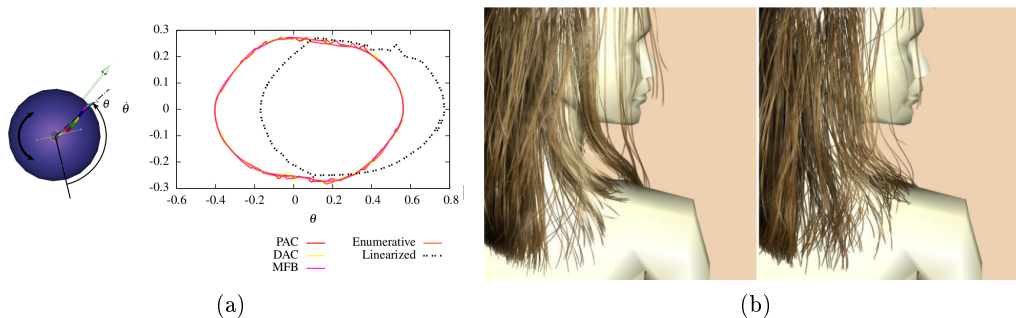 0.3
0.2
0.1
0
-0.1
-0.2
-0.3
-0.6 -0.4 -0.2 0 0.2 0.4 0.6 0.8
θ
θ̇
θ
PAC
DAC
MFB
Enumerative
Linearized
(a)
(b)